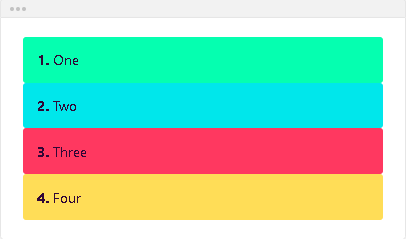 1. One
2. Two
3. Three
4. Four